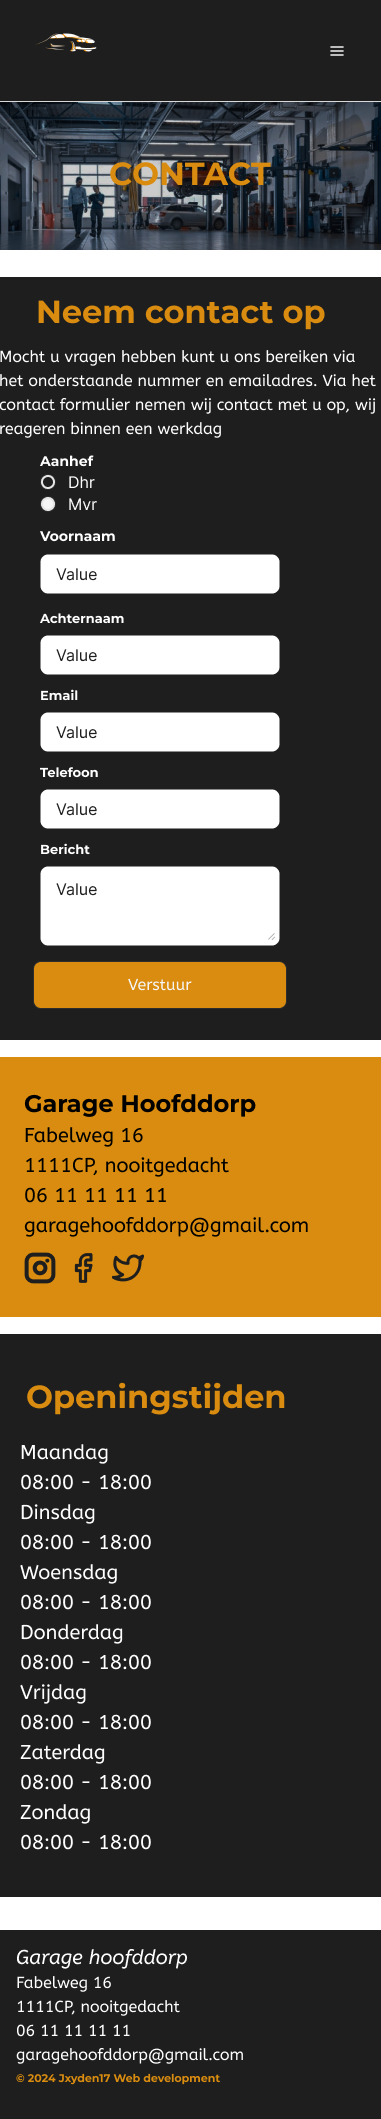 CONTACT
Neem contact op
Mocht u vragen hebben kunt u ons bereiken via
het onderstaande nummer en emailadres. Via het
contact formulier nemen wij contact met u op, wij
reageren binnen een werkdag
Aanhef
Dhr
Mvr
Voornaam
Value
Achternaam
Value
Email
Value
Telefoon
Value
Bericht
Value
Verstuur
Garage Hoofddorp
Fabelweg 16
1111CP, nooitgedacht
06 11 11 11 11
garagehoofddorp@gmail.com
Openingstijden
Maandag
08:00 - 18:00
Dinsdag
08:00 - 18:00
Woensdag
08:00 - 18:00
Donderdag
08:00 - 18:00
Vrijdag
08:00 - 18:00
Zaterdag
08:00 - 18:00
Zondag
08:00 - 18:00
Garage hoofddorp
Fabelweg 16
1111CP, nooitgedacht
06 11 11 11 11
garagehoofddorp@gmail.com
© 2024 Jxyden17 Web development